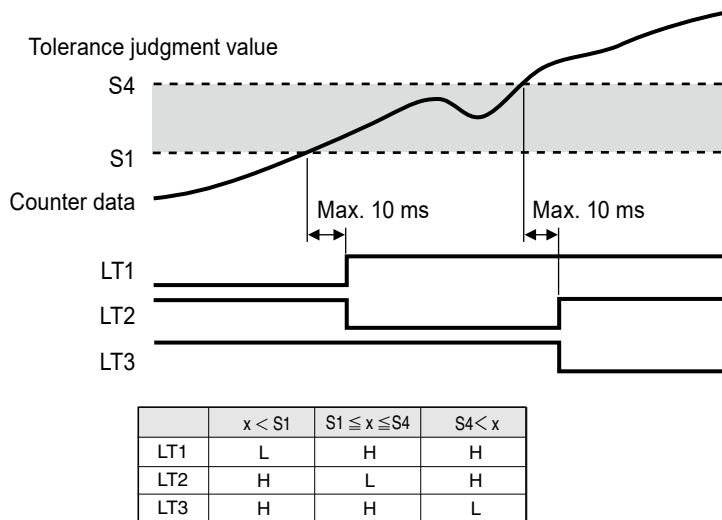 Tolerance judgment value
S4
S1
Counter data
Max. 10 ms Max. 10 ms
LT1
LT2
LT3
x < S1 S1 ≦ x ≦S4 S4< x
LT1 L H H
LT2 H L H
LT3 H H L